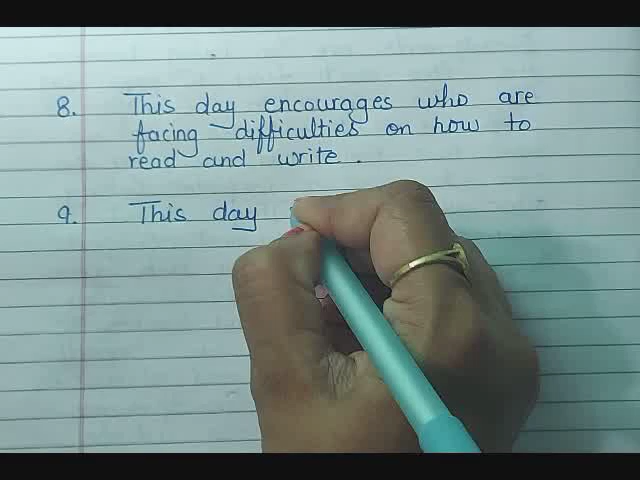 8. This day encourages who are
facing difficulties on how to
read and write.
9. This day